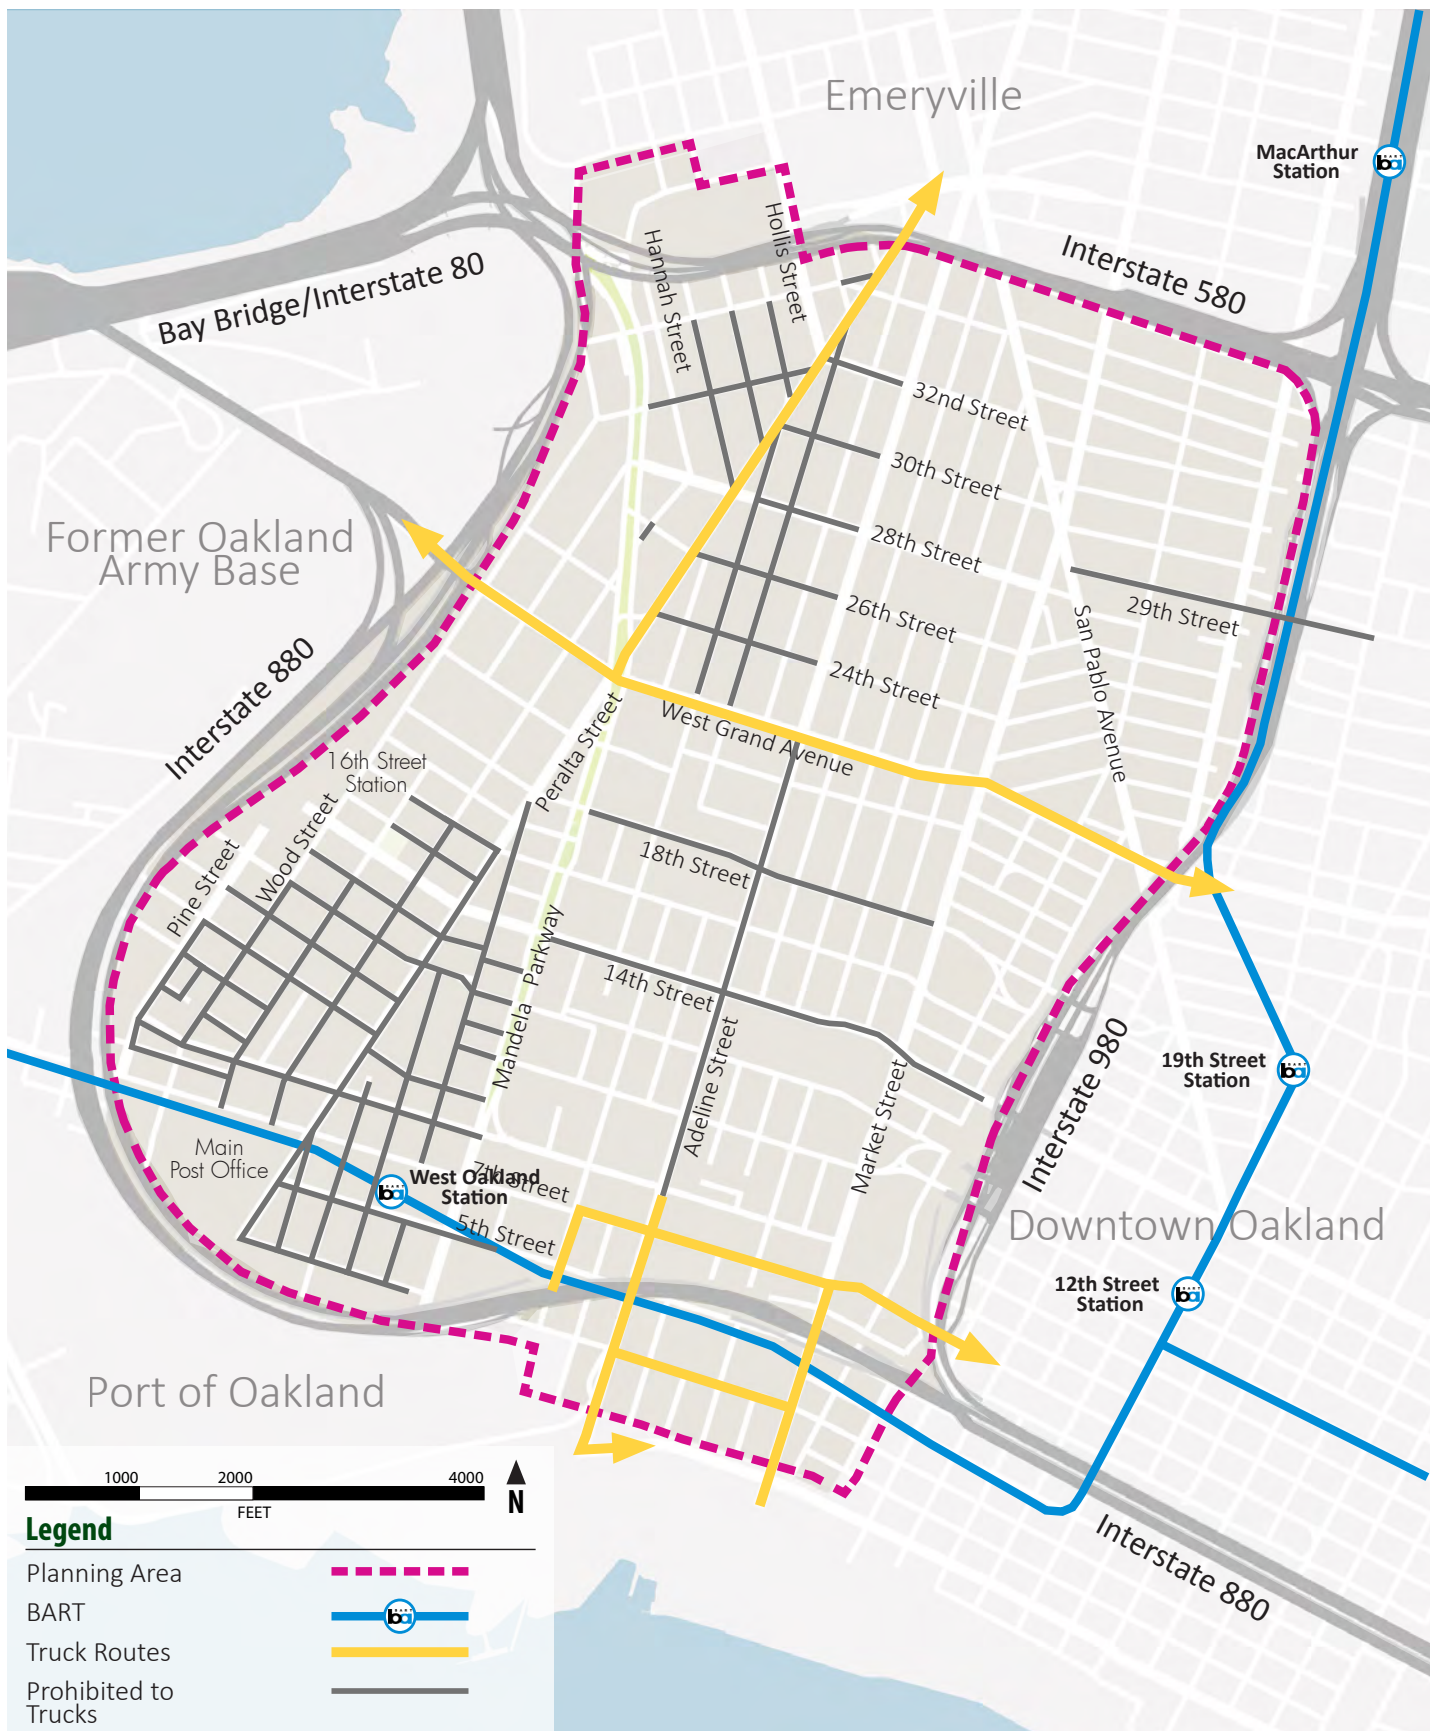 Emeryville
MacArthur
Station
Interstate 580
Hollis Street
Hannah Street
Bay Bridge/Interstate 80
32nd Street
30th Street
28th Street
26th Street
24th Street
29th Street
San Pablo Avenue
Former Oakland
Army Base
Interstate 880
West Grand Avenue
Peralta Street
16th Street
Station
Wood Street
Pine Street
18th Street
14th Street
Mandela Parkway
Adeline Street
Market Street
19th Street
Station
Interstate 980
Main
Post Office
West Oakland
Station
7th Street
5th Street
Downtown Oakland
12th Street
Station
Port of Oakland
Interstate 880
1000 2000 4000
FEET
N
Legend
Planning Area
BART
Truck Routes
Prohibited to
Trucks